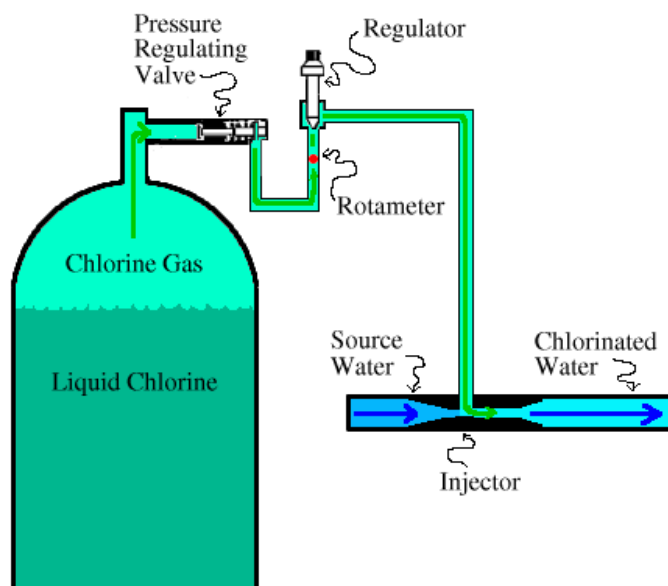 Pressure
Regulating
Valve
Regulator
Rotameter
Chlorine Gas
Liquid Chlorine
Source
Water
Chlorinated
Water
Injector